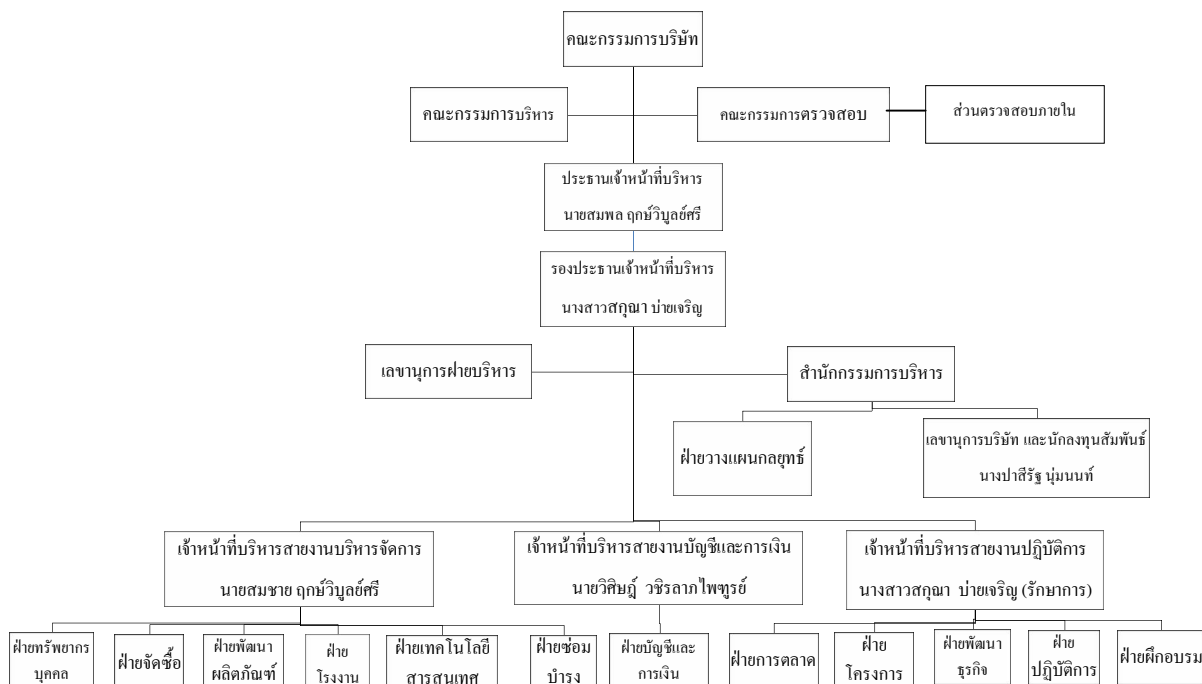 คณะกรรมการบริษัท
คณะกรรมการบริหาร
คณะกรรมการตรวจสอบ
ส่วนตรวจสอบภายใน
ประธานเจ้าหน้าที่บริหาร
นายสมพล ฤกษ์วิบูลย์ศรี
รองประธานเจ้าหน้าที่บริหาร
นางสาวสกุณา บ่ายเจริญ
เลขานุการฝ่ายบริหาร
สำนักกรรมการบริหาร
ฝ่ายวางแผนกลยุทธ์
เลขานุการบริษัท และนักลงทุนสัมพันธ์
นางปาสีรัฐ นุ่มนนท์
เจ้าหน้าที่บริหารสายงานบริหารจัดการ
นายสมชาย ฤกษ์วิบูลย์ศรี
เจ้าหน้าที่บริหารสายงานบัญชีและการเงิน
นายวิศิษฎ์ วชิรลาภไพฑูรย์
เจ้าหน้าที่บริหารสายงานปฏิบัติการ
นางสาวสกุณา บ่ายเจริญ (รักษาการ)
ฝ่ายทรัพยากร
บุคคล
ฝ่ายจัดซื้อ
ฝ่ายพัฒนา
ผลิตภัณฑ์
ฝ่าย
โรงงาน
ฝ่ายเทคโนโลยี
สารสนเทศ
ฝ่ายซ่อม
บำรุง
ฝ่ายบัญชีและ
การเงิน
ฝ่ายการตลาด
ฝ่าย
โครงการ
ฝ่ายพัฒนา
ธุรกิจ
ฝ่าย
ปฏิบัติการ
ฝ่ายฝึกอบรม